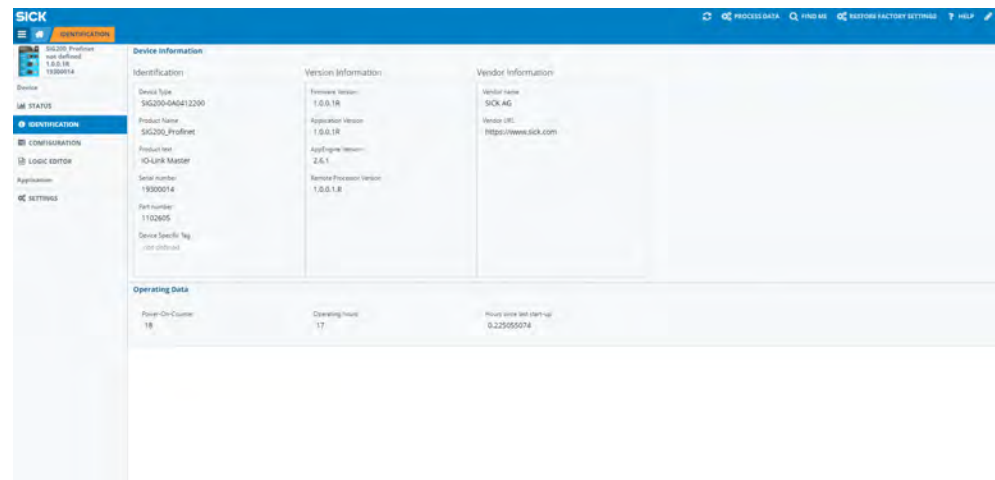 SICK
PROCESS DATA
FIND ME
RESTORE FACTORY SETTINGS
? HELP
IDENTIFICATION
SIG200_Profinet
not defined
1.0.0.1R
19300014
Device
STATUS
IDENTIFICATION
CONFIGURATION
LOGIC EDITOR
Application
SETTINGS
Device Information
Identification
Device Type
SIG200-0A0412200
Product Name
SIG200_Profinet
Product text
IO-Link Master
Serial number
19300014
Part number
1102605
Device Specific Tag
not defined
Version Information
Firmware Version
1.0.0.1R
Application Version
1.0.0.1R
AppEngine Version
2.6.1
Remote Processor Version
1.0.0.1.R
Vendor Information
Vendor name
SICK AG
Vendor URL
https://www.sick.com
Operating Data
Power-On-Counter
18
Operating hours
17
Hours since last start-up
0.225055074